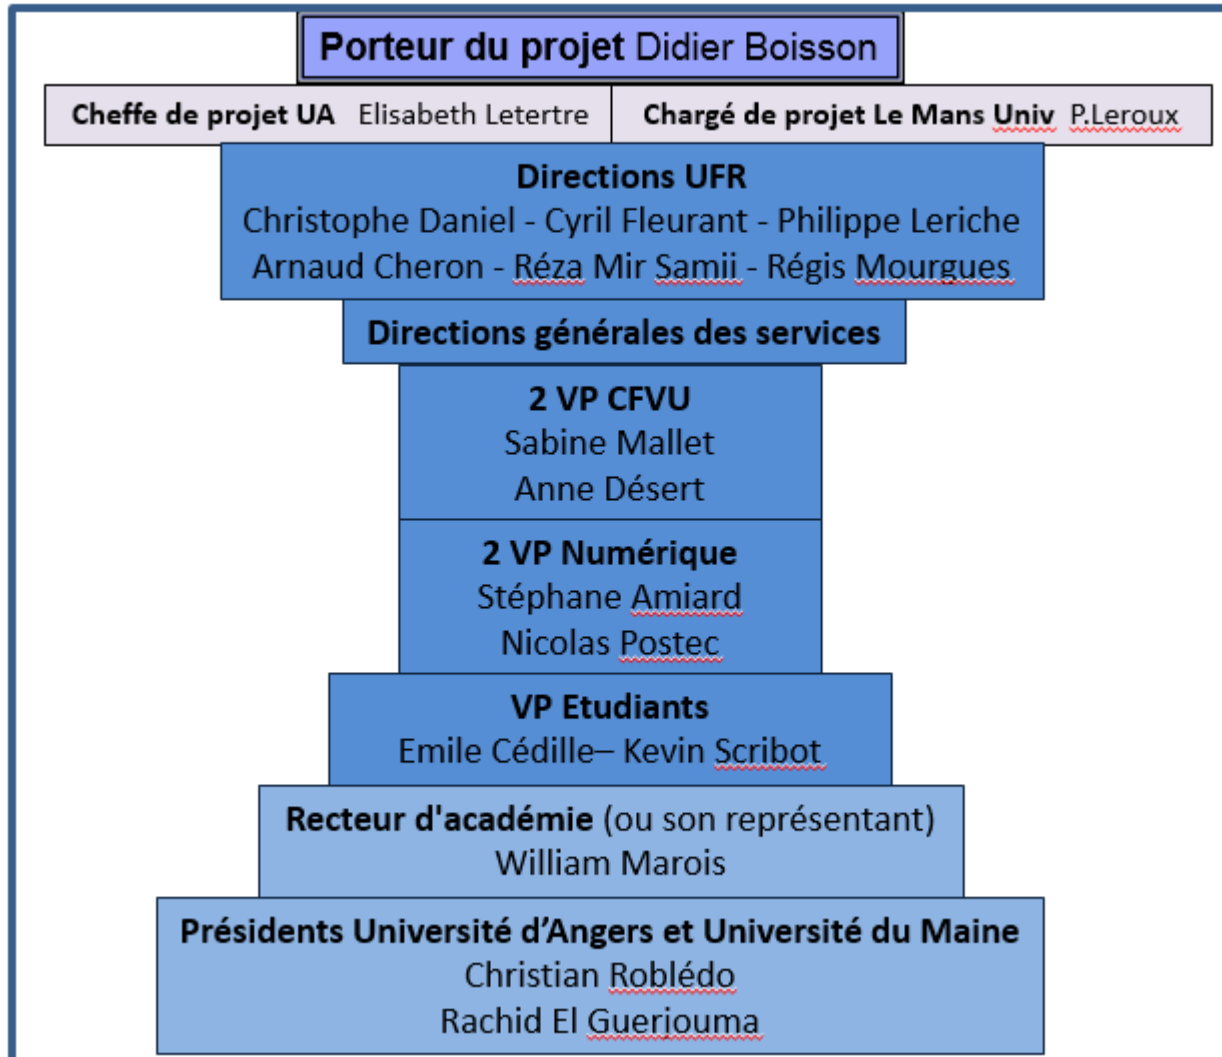 Porteur du projet Didier Boisson
Cheffe de projet UA Elisabeth Letertre
Chargé de projet Le Mans Univ P.Leroux
Directions UFR
Christophe Daniel - Cyril Fleurant - Philippe Leriche
Arnaud Cheron - Réza Mir Samii - Régis Mourgues
Directions générales des services
2 VP CFVU
Sabine Mallet
Anne Désert
2 VP Numérique
Stéphane Amiard
Nicolas Postec
VP Etudiants
Emile Cédille– Kevin Scribot
Recteur d'académie (ou son représentant)
William Marois
Présidents Université d’Angers et Université du Maine
Christian Roblédo
Rachid El Guerjouma